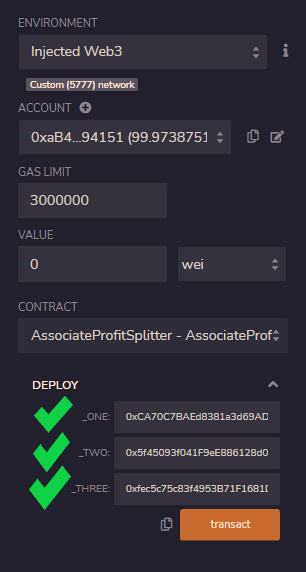 ENVIRONMENT
Injected Web3
Custom (5777) network
ACCOUNT
0xaB4...94151 (99.9738751
GAS LIMIT
3000000
VALUE
0 wei
CONTRACT
AssociateProfitSplitter - AssociateProf
DEPLOY
_ONE: 0xCA70C7BAEd8381a3d69AD
_TWO: 0x5f45093f041F9eE886128d0
_THREE: 0xfec5c75c83f4953B71F1681D
transact